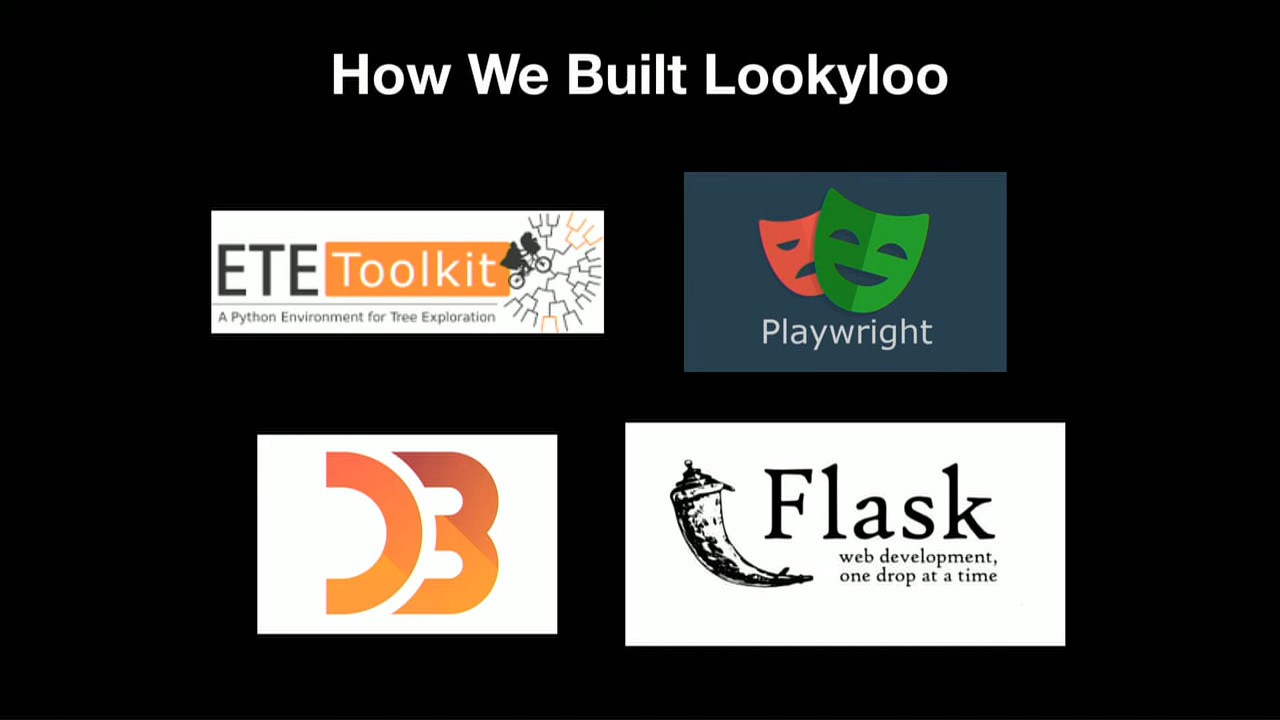 How We Built Lookyloo
ETE Toolkit
A Python Environment for Tree Exploration
Playwright
D3
Flask
web development,
one drop at a time